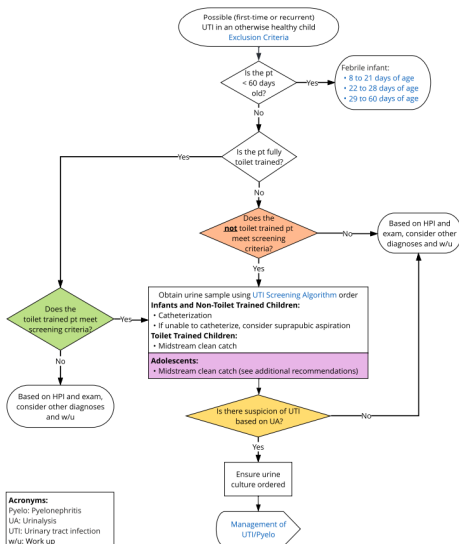 Possible (first-time or recurrent)
UTI in an otherwise healthy child
Exclusion Criteria
Is the pt
< 60 days
old?
Yes
Febrile infant:
• 8 to 21 days of age
• 22 to 28 days of age
• 29 to 60 days of age
No
Is the pt fully
toilet trained?
Yes
No
Does the
not toilet trained pt
meet screening
criteria?
No
Based on HPI and
exam, consider other
diagnoses and w/u
Yes
Does the
toilet trained pt meet
screening criteria?
Yes
Obtain urine sample using UTI Screening Algorithm order
Infants and Non-Toilet Trained Children:
• Catheterization
• If unable to catheterize, consider suprapubic aspiration
Toilet Trained Children:
• Midstream clean catch
Adolescents:
• Midstream clean catch (see additional recommendations)
No
Based on HPI and exam,
consider other diagnoses
and w/u
Is there suspicion of UTI
based on UA?
No
Yes
Ensure urine
culture ordered
Management of
UTI/Pyelo
Acronyms:
Pyelo: Pyelonephritis
UA: Urinalysis
UTI: Urinary tract infection
w/u: Work up